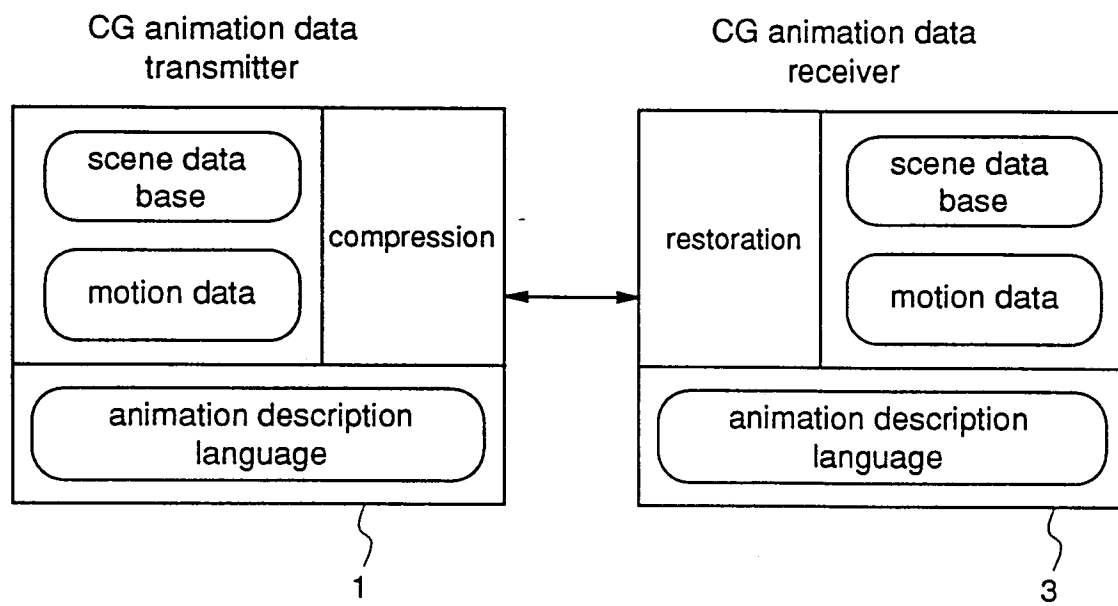 CG animation data
transmitter
scene data
base
motion data
compression
animation description
language
1
CG animation data
receiver
restoration
scene data
base
motion data
animation description
language
3